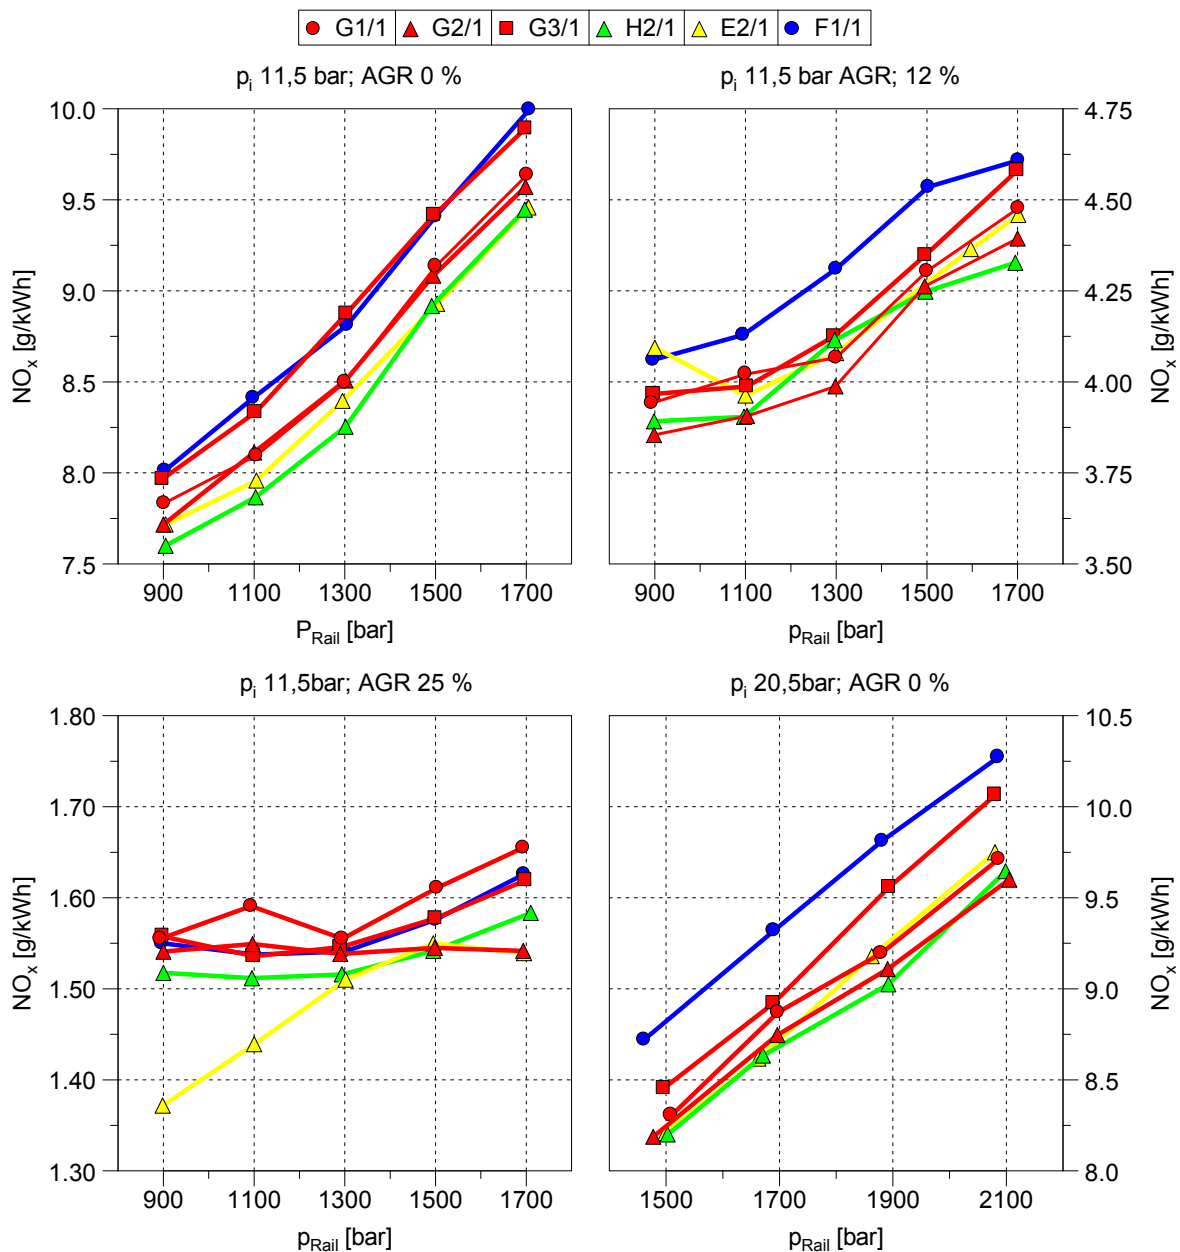 G1/1 G2/1 G3/1 H2/1 E2/1 F1/1
pi 11,5 bar; AGR 0 %
pi 11,5 bar AGR; 12 %
10.0
9.5
9.0
8.5
8.0
7.5
NOx [g/kWh]
900 1100 1300 1500 1700
PRail [bar]
4.75
4.50
4.25
4.00
3.75
3.50
NOx [g/kWh]
900 1100 1300 1500 1700
pRail [bar]
pi 11,5bar; AGR 25 %
pi 20,5bar; AGR 0 %
1.80
1.70
1.60
1.50
1.40
1.30
NOx [g/kWh]
900 1100 1300 1500 1700
pRail [bar]
10.5
10.0
9.5
9.0
8.5
8.0
NOx [g/kWh]
1500 1700 1900 2100
pRail [bar]